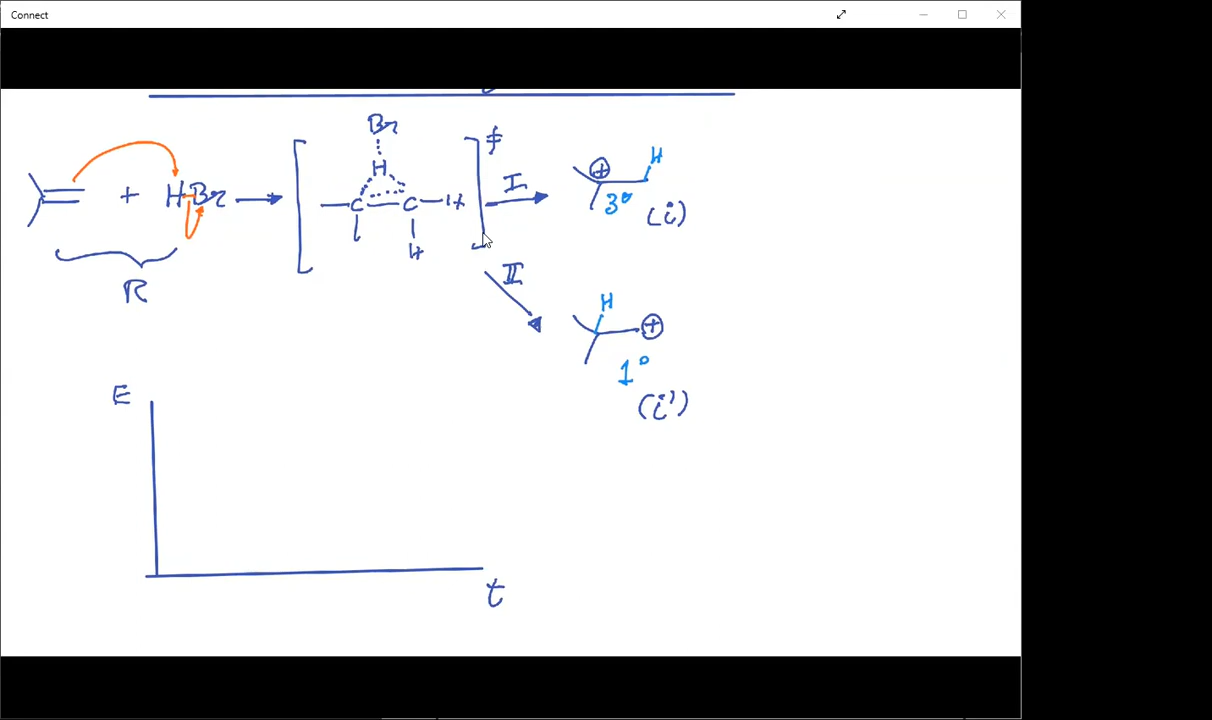 Connect
Br
‡
H
H
+ HBr
C C H
I
⊕
3°
(i)
H
R
II
H
⊕
1°
(i')
E
t